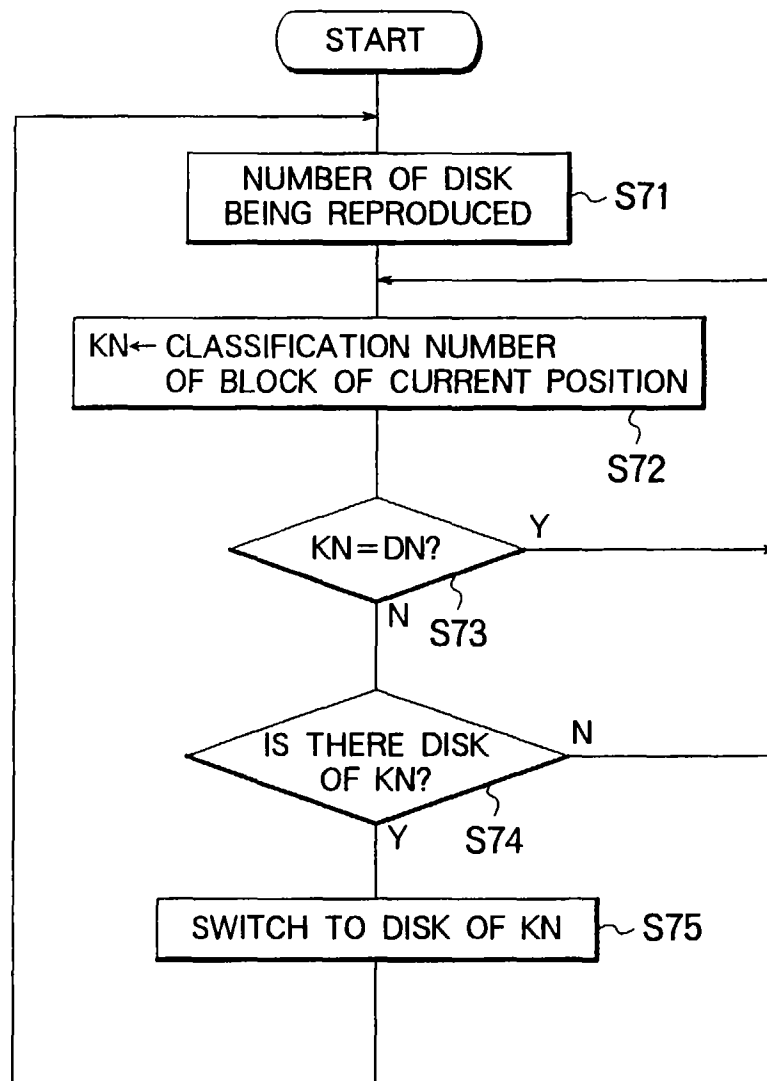 START
NUMBER OF DISK
BEING REPRODUCED
S71
KN← CLASSIFICATION NUMBER
OF BLOCK OF CURRENT POSITION
S72
KN=DN?
Y
N
S73
IS THERE DISK
OF KN?
N
Y
S74
SWITCH TO DISK OF KN
S75